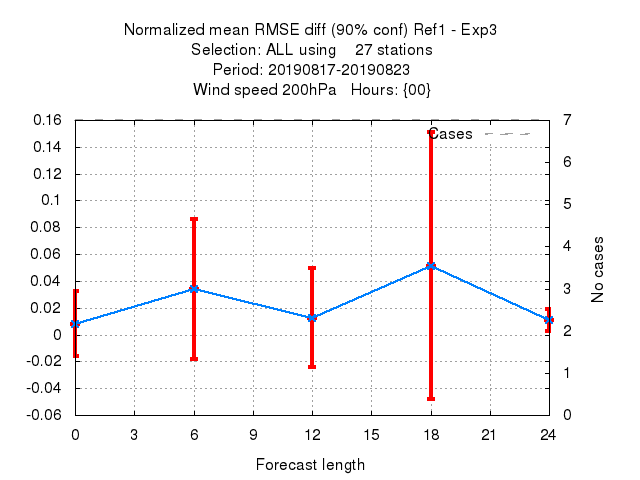 Normalized mean RMSE diff (90% conf) Ref1 - Exp3
Selection: ALL using    27 stations
Period: 20190817-20190823
Wind speed 200hPa   Hours: {00}
0.16
0.14
0.12
0.1
0.08
0.06
0.04
0.02
0
-0.02
-0.04
-0.06
Cases
7
6
5
4
3
2
1
0
No cases
0 3 6 9 12 15 18 21 24
Forecast length